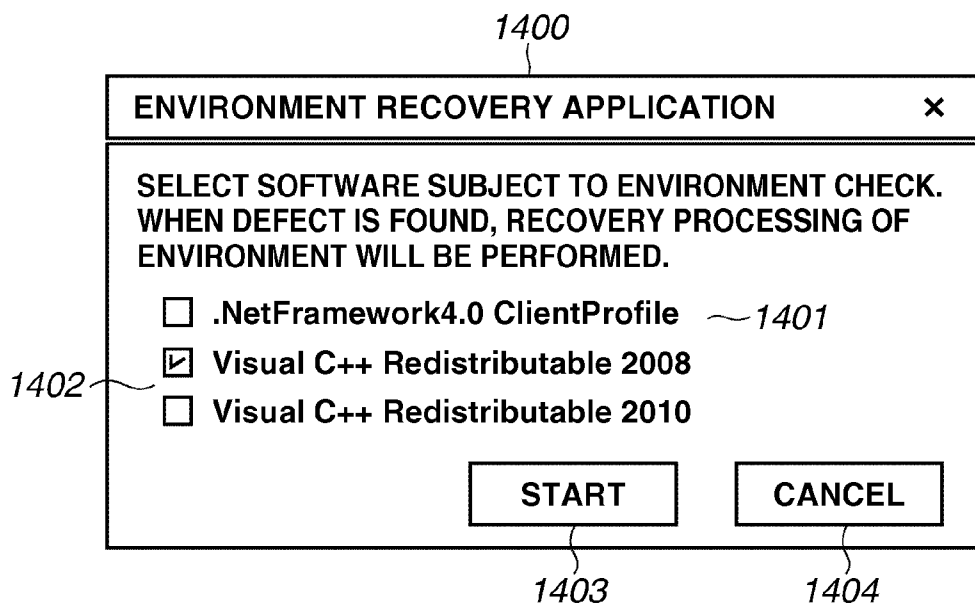 1400
ENVIRONMENT RECOVERY APPLICATION ×
SELECT SOFTWARE SUBJECT TO ENVIRONMENT CHECK.
WHEN DEFECT IS FOUND, RECOVERY PROCESSING OF
ENVIRONMENT WILL BE PERFORMED.
.NetFramework4.0 ClientProfile 1401
Visual C++ Redistributable 2008
1402
Visual C++ Redistributable 2010
START CANCEL
1403 1404